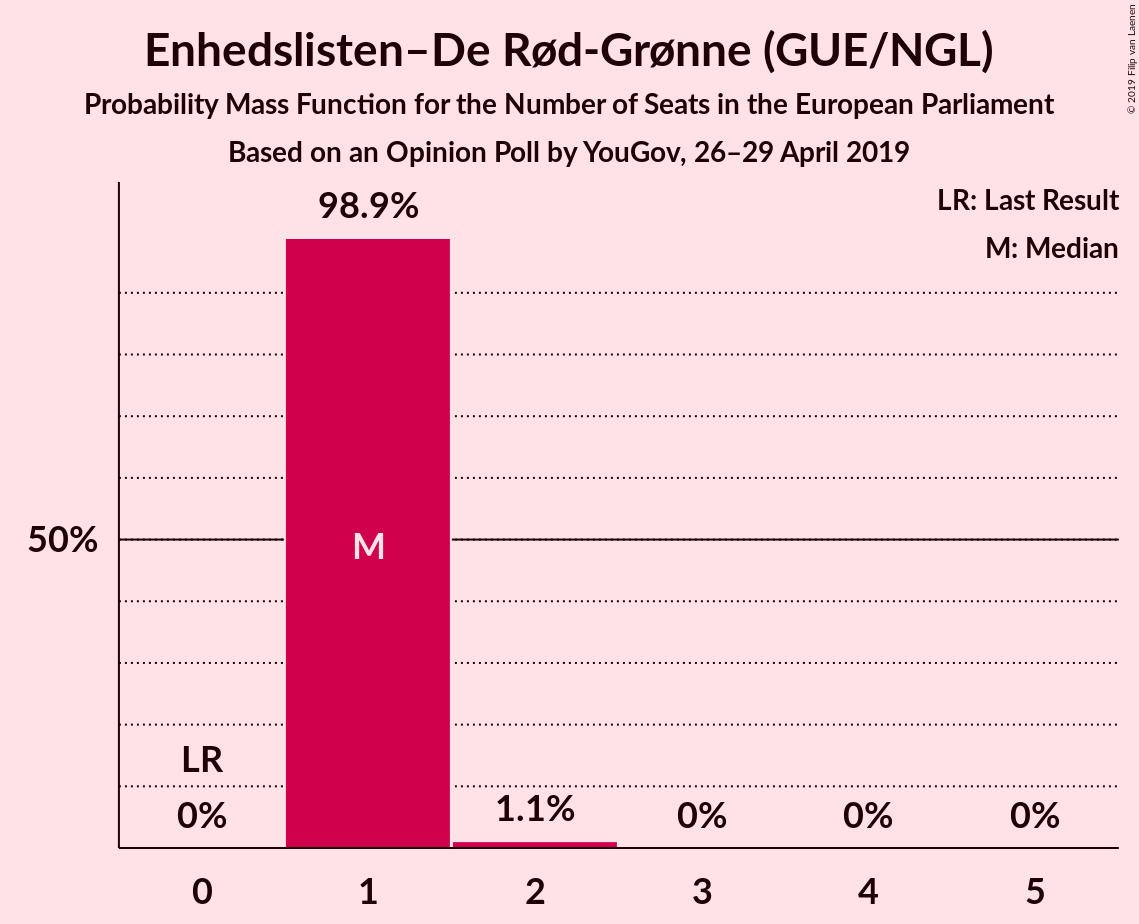 Enhedslisten–De Rød-Grønne (GUE/NGL)
Probability Mass Function for the Number of Seats in the European Parliament
Based on an Opinion Poll by YouGov, 26–29 April 2019
© 2019 Filip van Laenen
LR: Last Result
M: Median
98.9%
50%
M
LR
0%
1.1%
0%
0%
0%
0
1
2
3
4
5